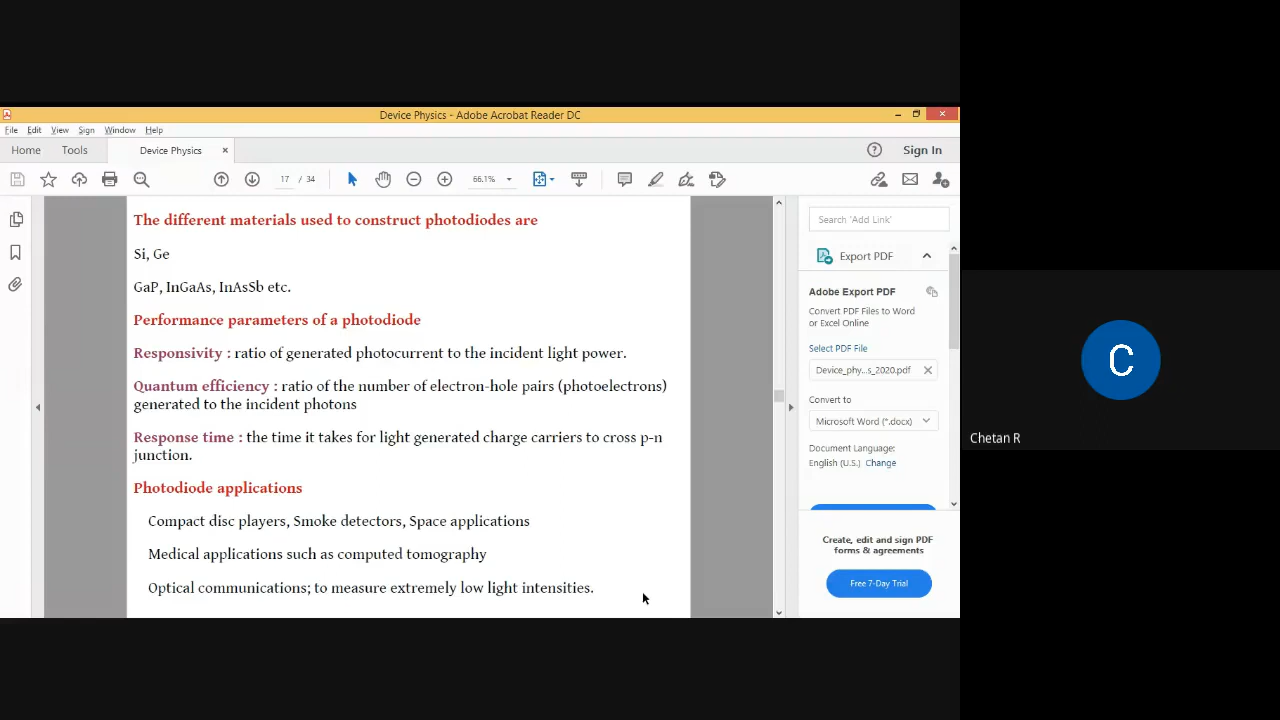 Device Physics - Adobe Acrobat Reader DC
File Edit View Sign Window Help
Home Tools Device Physics ×
Sign In
17 / 34
66.1%
The different materials used to construct photodiodes are
Si, Ge
GaP, InGaAs, InAsSb etc.
Performance parameters of a photodiode
Responsivity : ratio of generated photocurrent to the incident light power.
Quantum efficiency : ratio of the number of electron-hole pairs (photoelectrons)
generated to the incident photons
Response time : the time it takes for light generated charge carriers to cross p-n
junction.
Photodiode applications
Compact disc players, Smoke detectors, Space applications
Medical applications such as computed tomography
Optical communications; to measure extremely low light intensities.
Search 'Add Link'
Export PDF
Adobe Export PDF
Convert PDF Files to Word
or Excel Online
Select PDF File
Device_phy...s_2020.pdf
Convert to
Microsoft Word (*.docx)
Document Language:
English (U.S.) Change
Create, edit and sign PDF
forms & agreements
Free 7-Day Trial
C
Chetan R